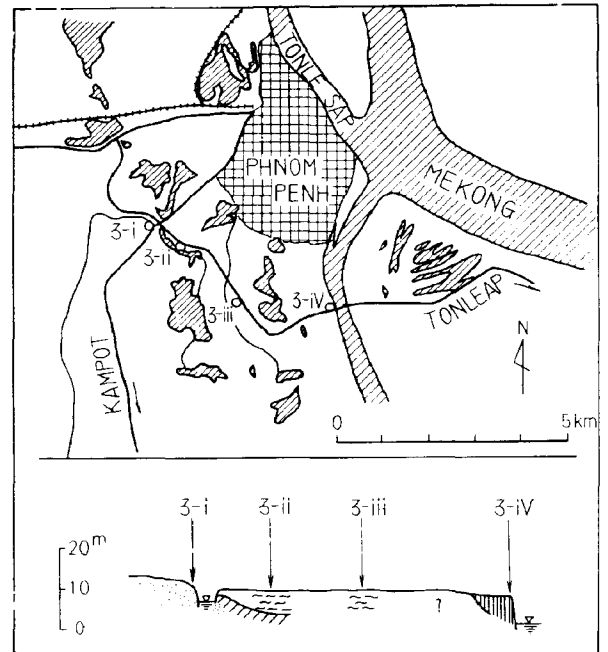 TONLE SAP
PHNOM
PENH
MEKONG
3-i
3-ii
3-iii
3-iV
TONLEAP
KAMPOT
N
0 5km
3-i 3-ii 3-iii 3-iV
20m
10
0
?